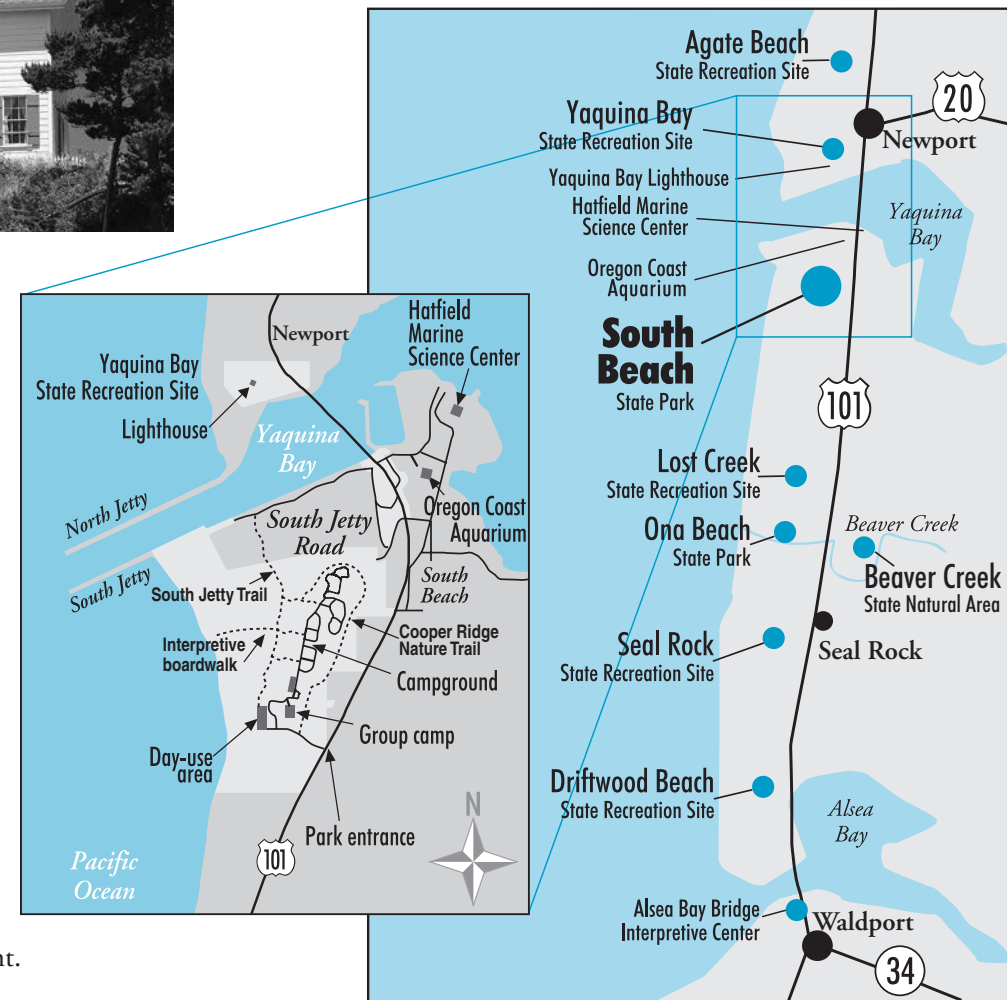 Agate Beach
State Recreation Site
20
Yaquina Bay
State Recreation Site
Newport
Yaquina Bay Lighthouse
Hatfield Marine
Science Center
Yaquina
Bay
Oregon Coast
Aquarium
South
Beach
State Park
101
Lost Creek
State Recreation Site
Ona Beach
State Park
Beaver Creek
Beaver Creek
State Natural Area
Seal Rock
State Recreation Site
Seal Rock
Driftwood Beach
State Recreation Site
Alsea
Bay
Alsea Bay Bridge
Interpretive Center
Waldport
34
Newport
Hatfield
Marine
Science Center
Yaquina Bay
State Recreation Site
Lighthouse
Yaquina
Bay
Oregon Coast
Aquarium
North Jetty
South Jetty
Road
South Jetty
South Jetty Trail
South
Beach
Interpretive
boardwalk
Cooper Ridge
Nature Trail
Campground
Group camp
Day-use
area
Park entrance
N
101
Pacific
Ocean
nt.